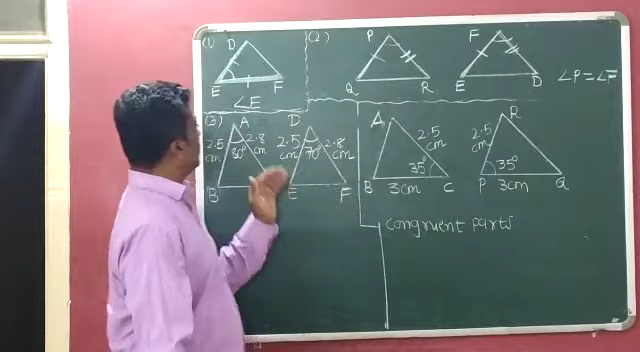 (1) D E F ∠E
(2) P Q R F E D ∠P = ∠F
(3) A 2.5 cm 2.8 cm 80° B
D 2.5 cm 2.8 cm 70° E F
A 2.5 cm 35° B 3cm C
R 2.5 cm 35° P 3cm Q
congruent parts